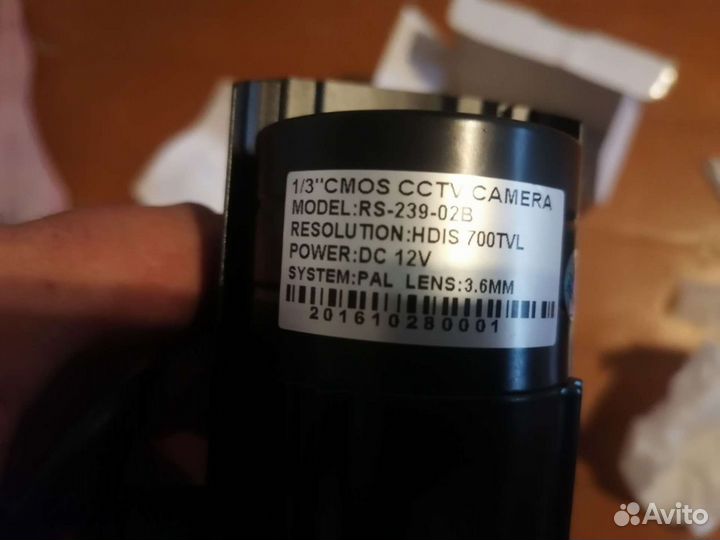 1/3''CMOS CCTV CAMERA
MODEL:RS-239-02B
RESOLUTION:HDIS 700TVL
POWER:DC 12V
SYSTEM:PAL LENS:3.6MM
201610280001
Avito